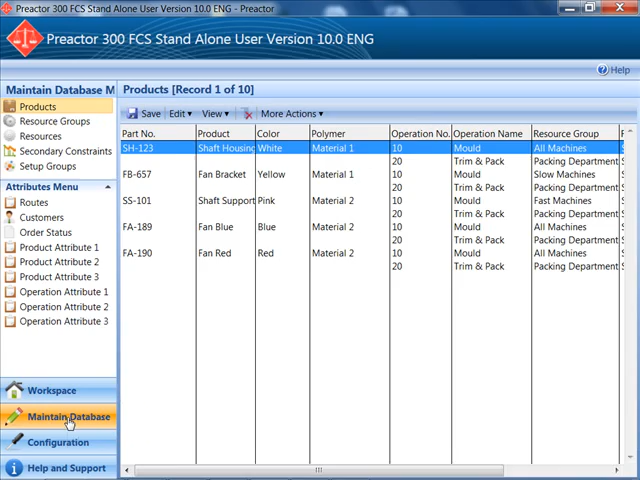 Preactor 300 FCS Stand Alone User Version 10.0 ENG - Preactor
Preactor 300 FCS Stand Alone User Version 10.0 ENG
Help
Maintain Database M
Products
Resource Groups
Resources
Secondary Constraints
Setup Groups
Attributes Menu
Routes
Customers
Order Status
Product Attribute 1
Product Attribute 2
Product Attribute 3
Operation Attribute 1
Operation Attribute 2
Operation Attribute 3
Workspace
Maintain Database
Configuration
Help and Support
Products [Record 1 of 10]
Save Edit View More Actions
Part No. Product Color Polymer Operation No. Operation Name Resource Group
SH-123 Shaft Housing White Material 1 10 Mould All Machines
20 Trim & Pack Packing Department
FB-657 Fan Bracket Yellow Material 1 10 Mould Slow Machines
20 Trim & Pack Packing Department
SS-101 Shaft Support Pink Material 2 10 Mould Fast Machines
20 Trim & Pack Packing Department
FA-189 Fan Blue Blue Material 2 10 Mould All Machines
20 Trim & Pack Packing Department
FA-190 Fan Red Red Material 2 10 Mould All Machines
20 Trim & Pack Packing Department